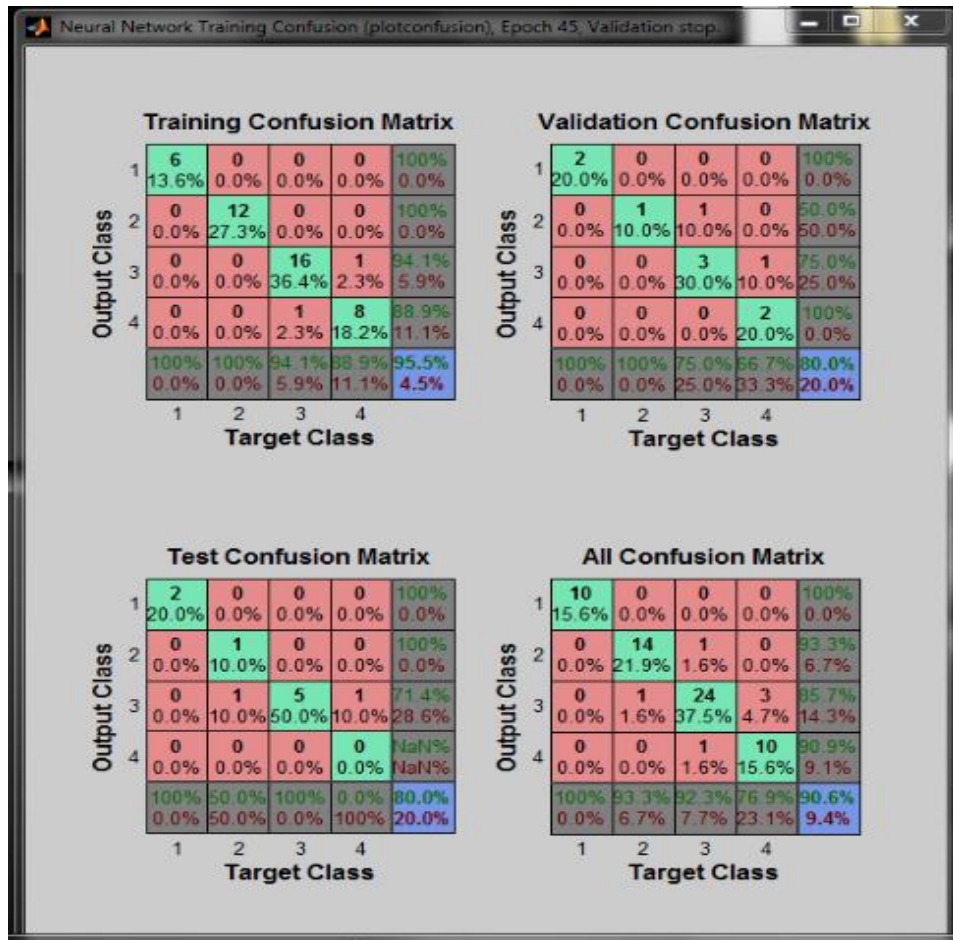 Neural Network Training Confusion (plotconfusion), Epoch 45, Validation stop.
Training Confusion Matrix
1 6 0 0 0 100%
13.6% 0.0% 0.0% 0.0% 0.0%
2 0 12 0 0 100%
0.0% 27.3% 0.0% 0.0% 0.0%
3 0 0 16 1 94.1%
0.0% 0.0% 36.4% 2.3% 5.9%
4 0 0 1 8 88.9%
0.0% 0.0% 2.3% 18.2% 11.1%
100% 100% 94.1% 88.9% 95.5%
0.0% 0.0% 5.9% 11.1% 4.5%
1 2 3 4
Target Class
Output Class
Validation Confusion Matrix
1 2 0 0 0 100%
20.0% 0.0% 0.0% 0.0% 0.0%
2 0 1 1 0 50.0%
0.0% 10.0% 10.0% 0.0% 50.0%
3 0 0 3 1 75.0%
0.0% 0.0% 30.0% 10.0% 25.0%
4 0 0 0 2 100%
0.0% 0.0% 0.0% 20.0% 0.0%
100% 100% 75.0% 66.7% 80.0%
0.0% 0.0% 25.0% 33.3% 20.0%
1 2 3 4
Target Class
Output Class
Test Confusion Matrix
1 2 0 0 0 100%
20.0% 0.0% 0.0% 0.0% 0.0%
2 0 1 0 0 100%
0.0% 10.0% 0.0% 0.0% 0.0%
3 0 1 5 1 71.4%
0.0% 10.0% 50.0% 10.0% 28.6%
4 0 0 0 0 NaN%
0.0% 0.0% 0.0% 0.0% NaN%
100% 50.0% 100% 0.0% 80.0%
0.0% 50.0% 0.0% 100% 20.0%
1 2 3 4
Target Class
Output Class
All Confusion Matrix
1 10 0 0 0 100%
15.6% 0.0% 0.0% 0.0% 0.0%
2 0 14 1 0 93.3%
0.0% 21.9% 1.6% 0.0% 6.7%
3 0 1 24 3 85.7%
0.0% 1.6% 37.5% 4.7% 14.3%
4 0 0 1 10 90.9%
0.0% 0.0% 1.6% 15.6% 9.1%
100% 93.3% 92.3% 76.9% 90.6%
0.0% 6.7% 7.7% 23.1% 9.4%
1 2 3 4
Target Class
Output Class